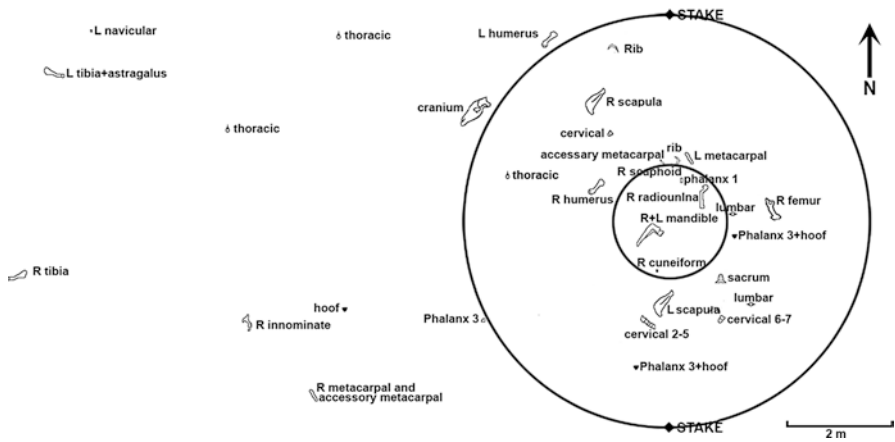 STAKE
L navicular
thoracic
L humerus
Rib
N
L tibia+astragalus
cranium
R scapula
thoracic
cervical
rib
accessary metacarpal
L metacarpal
R scaphoid
phalanx 1
thoracic
R humerus
R radiounlna
lumbar
R femur
R+L mandible
Phalanx 3+hoof
R tibia
R cuneiform
sacrum
hoof
lumbar
R innominate
Phalanx 3
L scapula
cervical 6-7
cervical 2-5
Phalanx 3+hoof
R metacarpal and
accessory metacarpal
STAKE
2 m